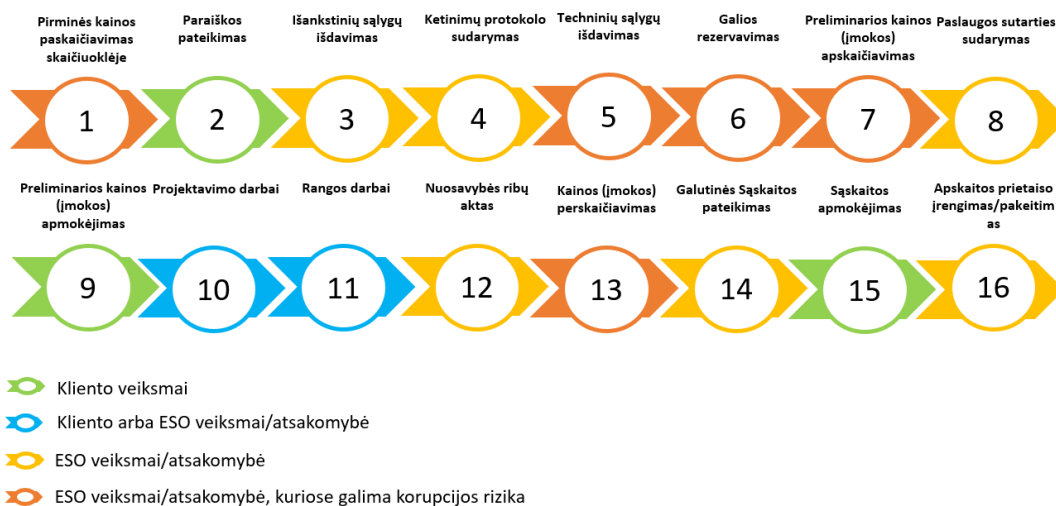 Pirminės kainos
paskaičiavimas
skaičiuoklėje
Paraiškos
pateikimas
Išankstinių sąlygų
išdavimas
Ketinimų protokolo
sudarymas
Techninių sąlygų
išdavimas
Galios
rezervavimas
Preliminarios kainos
(įmokos)
apskaičiavimas
Paslaugos sutarties
sudarymas
1
2
3
4
5
6
7
8
Preliminarios kainos
(įmokos)
apmokėjimas
Projektavimo darbai
Rangos darbai
Nuosavybės ribų
aktas
Kainos (įmokos)
perskaičiavimas
Galutinės Sąskaitos
pateikimas
Sąskaitos
apmokėjimas
Apskaitos prietaiso
įrengimas/pakeitim
as
9
10
11
12
13
14
15
16
Kliento veiksmai
Kliento arba ESO veiksmai/atsakomybė
ESO veiksmai/atsakomybė
ESO veiksmai/atsakomybė, kuriose galima korupcijos rizika